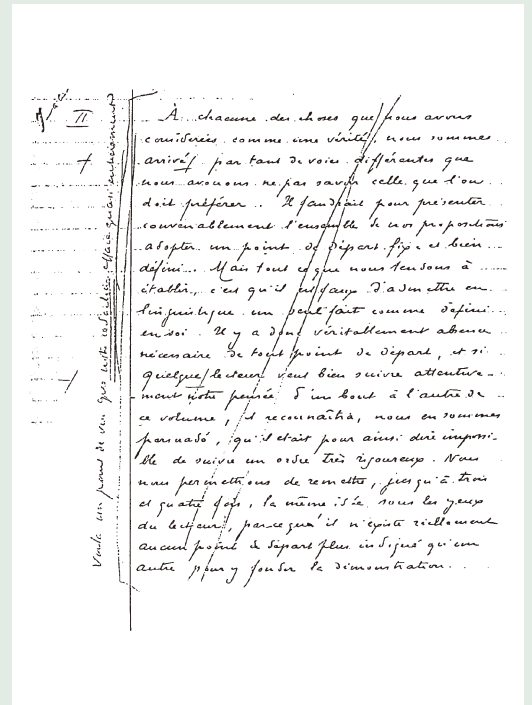 II
À chacune des choses que nous avons
considérées comme une vérité, nous sommes
arrivés par tant de voies différentes que
nous avouons ne pas savoir celle que l'on
doit préférer. Il faudrait pour présenter
convenablement l'ensemble de nos propositions
adopter un point de départ fixe et bien
défini. Mais tout ce que nous tendons à
établir, c'est qu'il est faux d'admettre en
linguistique un seul fait comme défini
en soi. Il y a donc véritablement absence
nécessaire de tout point de départ, et si
quelque lecteur veut bien suivre attentive-
ment notre pensée d'un bout à l'autre de
ce volume, il reconnaîtra, nous en sommes
persuadé, qu'il était pour ainsi dire impossi-
ble de suivre un ordre très rigoureux. Nous
nous permettrons de remettre, jusqu'à trois
et quatre fois, la même idée sous les yeux
du lecteur, parce qu'il n'existe réellement
aucun point de départ plus indiqué qu'un
autre pour y fonder la démonstration.